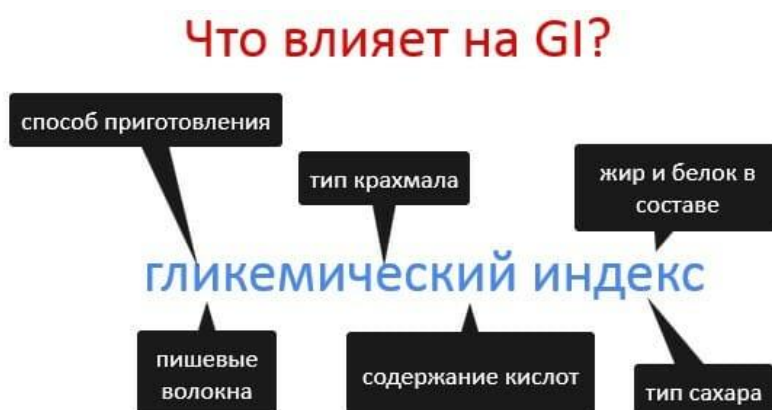 Что влияет на GI?
способ приготовления
тип крахмала
жир и белок в
составе
гликемический индекс
пишевые
волокна
содержание кислот
тип сахара